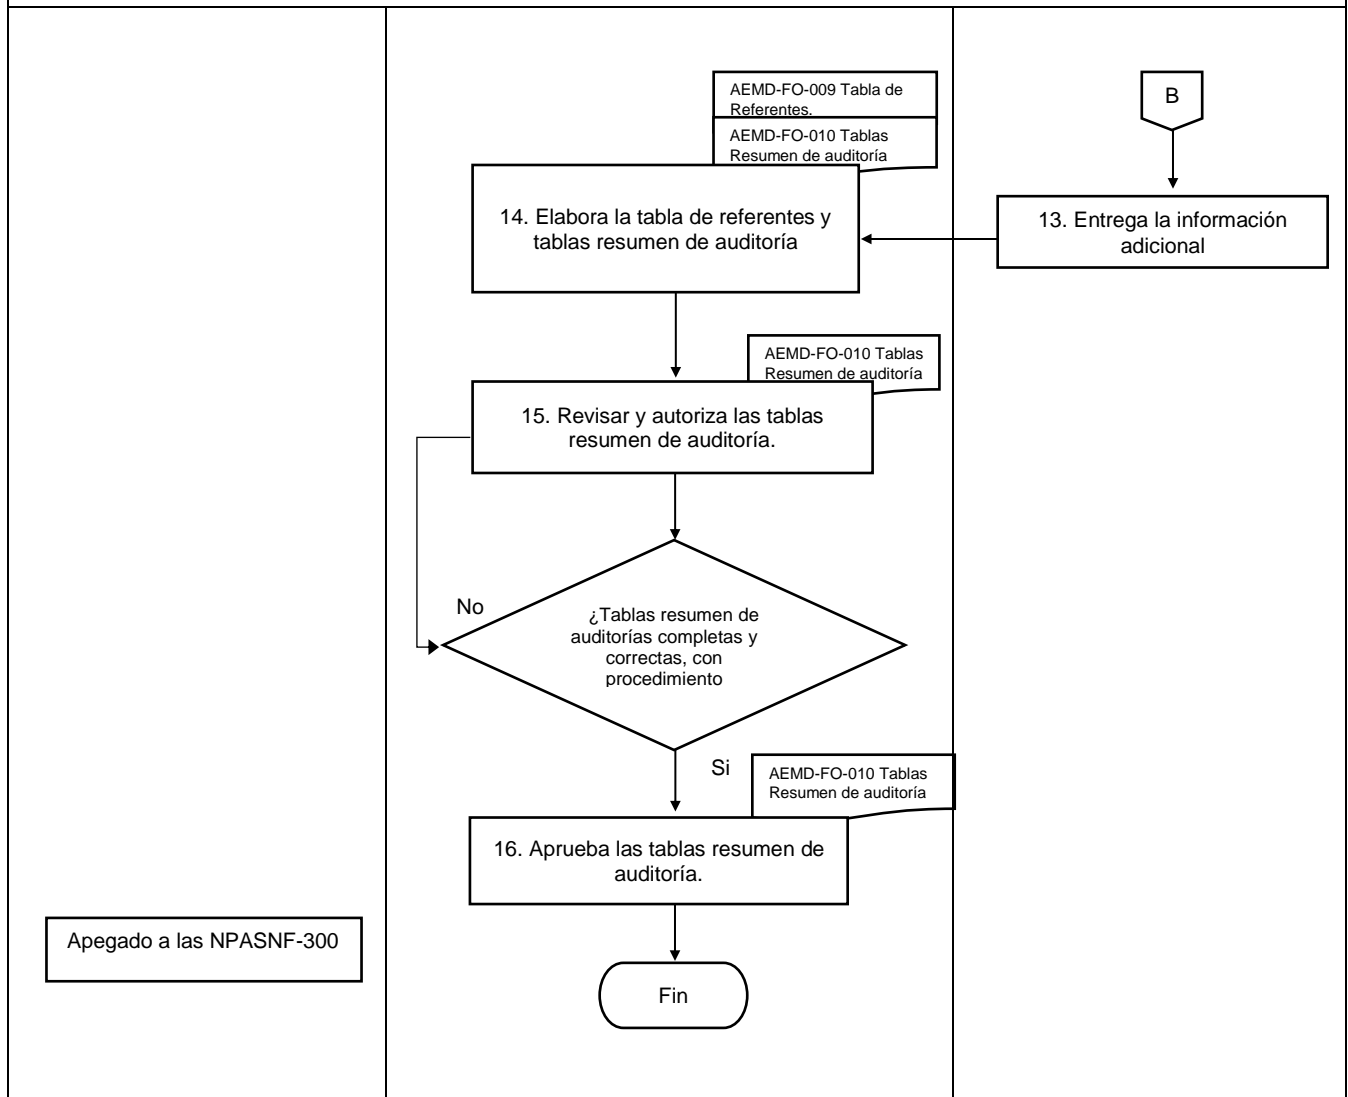 AEMD-FO-009 Tabla de
Referentes.
AEMD-FO-010 Tablas
Resumen de auditoría
B
14. Elabora la tabla de referentes y
tablas resumen de auditoría
13. Entrega la información
adicional
AEMD-FO-010 Tablas
Resumen de auditoría
15. Revisar y autoriza las tablas
resumen de auditoría.
No
¿Tablas resumen de
auditorías completas y
correctas, con
procedimiento
Si
AEMD-FO-010 Tablas
Resumen de auditoría
16. Aprueba las tablas resumen de
auditoría.
Apegado a las NPASNF-300
Fin